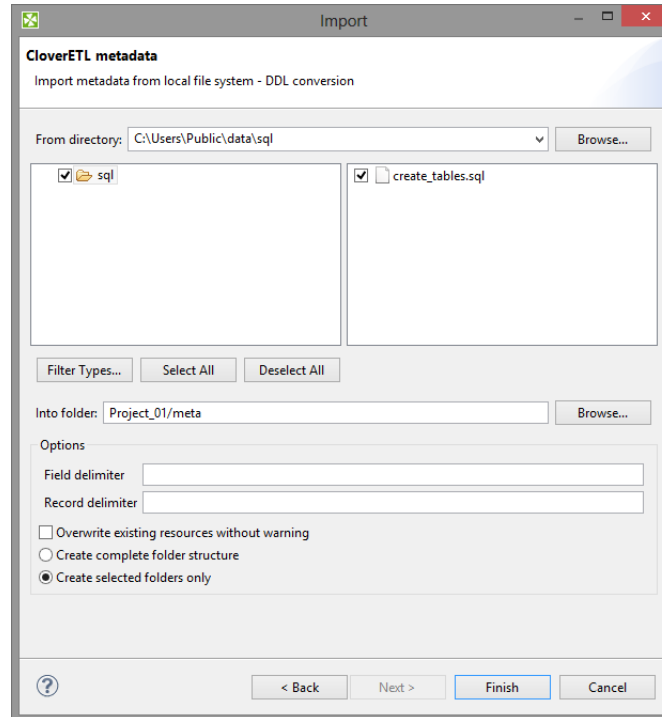 Import
CloverETL metadata
Import metadata from local file system - DDL conversion
From directory: C:\Users\Public\data\sql Browse...
sql create_tables.sql
Filter Types... Select All Deselect All
Into folder: Project_01/meta Browse...
Options
Field delimiter
Record delimiter
Overwrite existing resources without warning
Create complete folder structure
Create selected folders only
? < Back Next > Finish Cancel